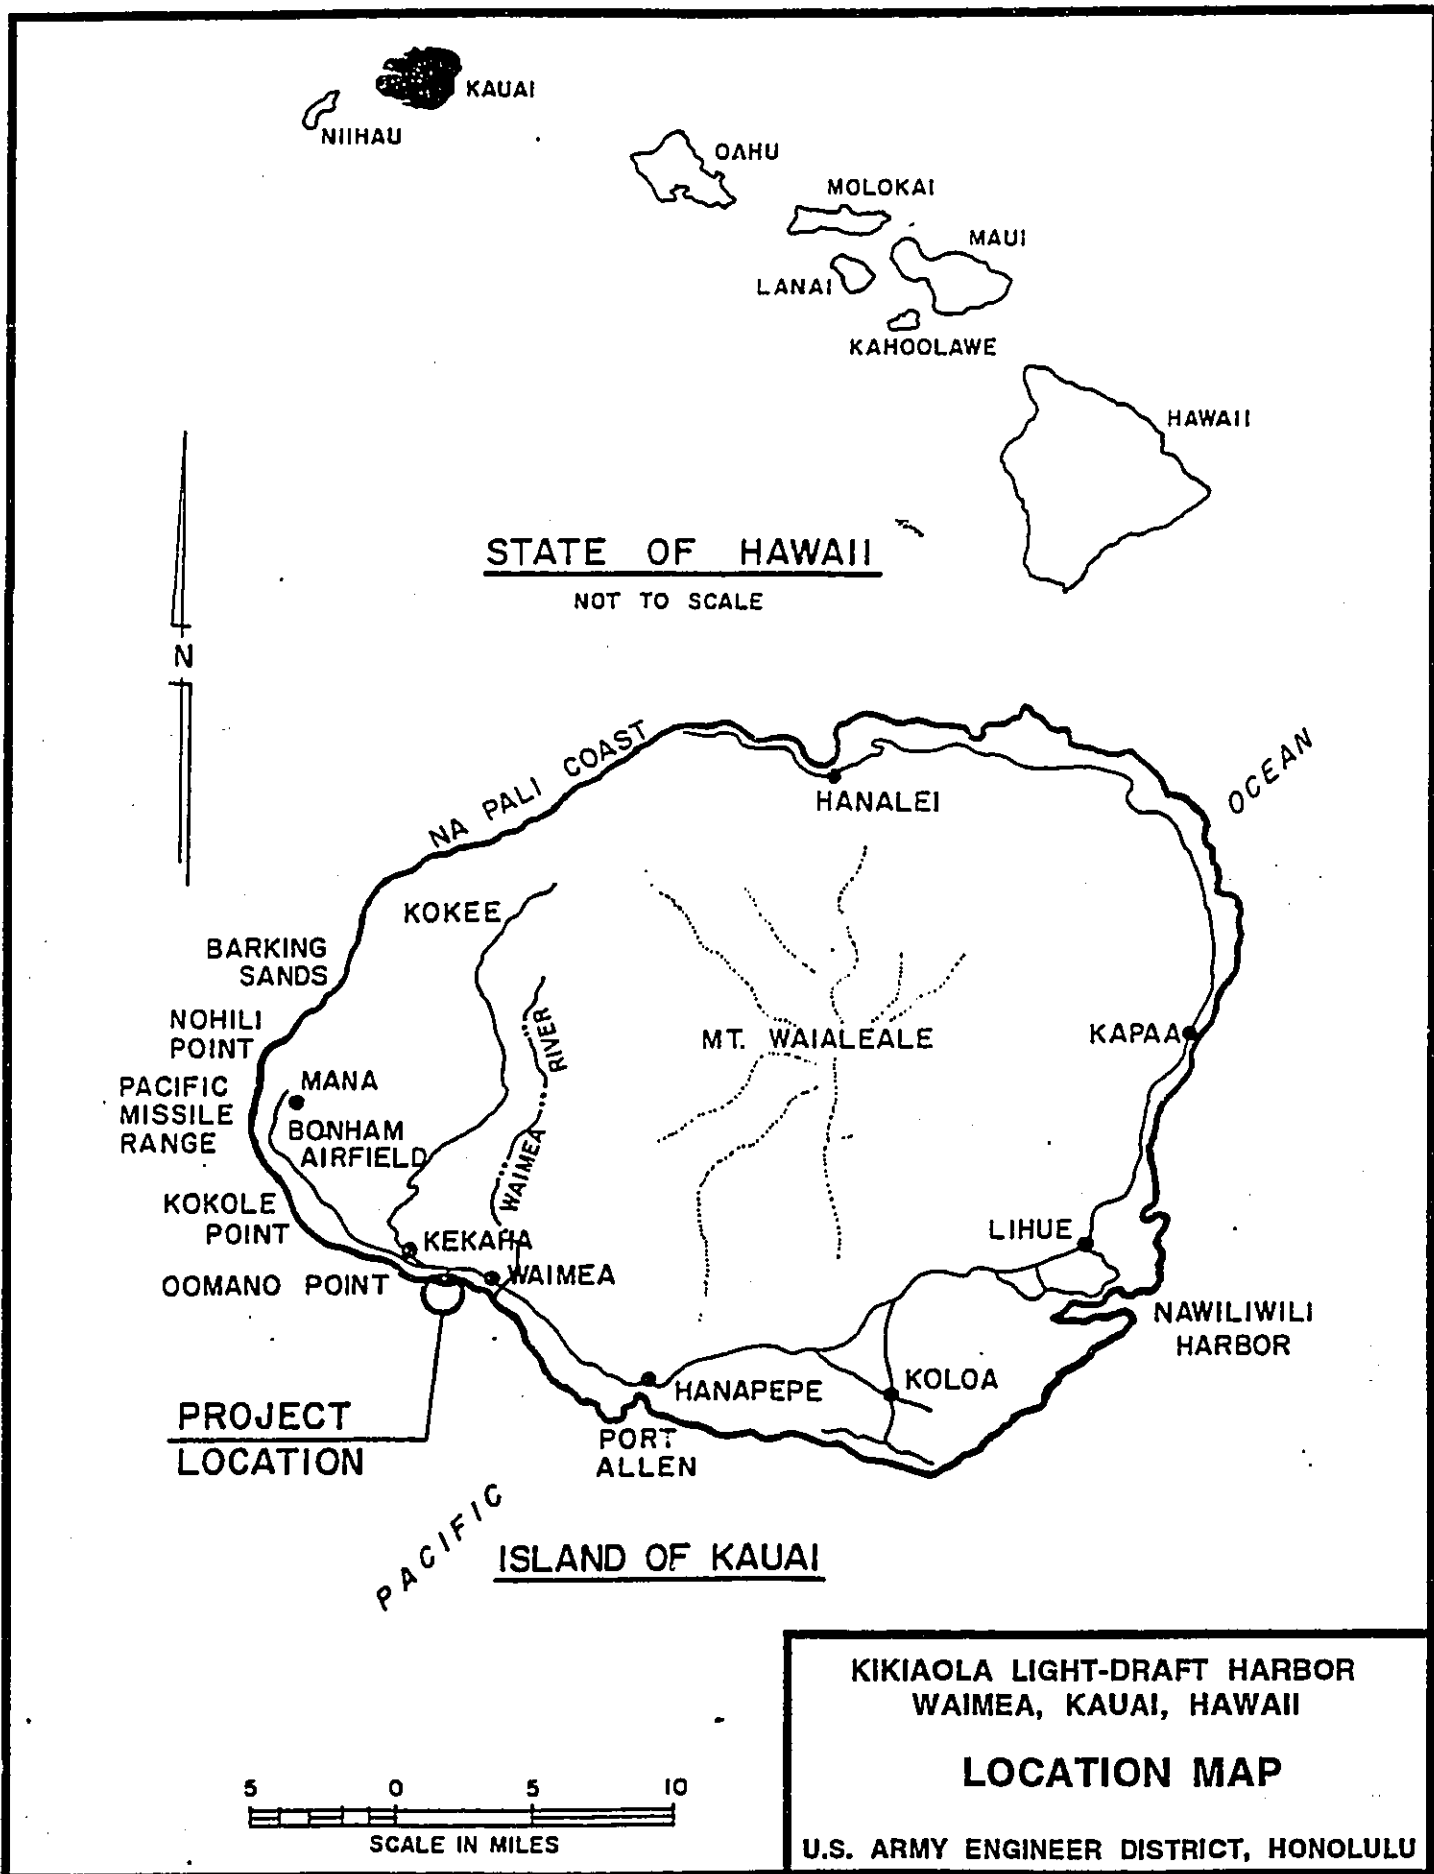 KAUAI
NIIHAU
OAHU
MOLOKAI
MAUI
LANAI
KAHOOLAWE
HAWAII
STATE OF HAWAII
NOT TO SCALE
N
NA PALI COAST
HANALEI
OCEAN
KOKEE
BARKING
SANDS
NOHILI
POINT
RIVER
MT. WAIALEALE
KAPAA
PACIFIC
MISSILE
RANGE
MANA
BONHAM
AIRFIELD
WAIMEA
KOKOLE
POINT
KEKAHA
LIHUE
OOMANO POINT
WAIMEA
NAWILIWILI
HARBOR
HANAPEPE
KOLOA
PROJECT
LOCATION
PORT
ALLEN
PACIFIC
ISLAND OF KAUAI
KIKIAOLA LIGHT-DRAFT HARBOR
WAIMEA, KAUAI, HAWAII
LOCATION MAP
U.S. ARMY ENGINEER DISTRICT, HONOLULU
5 0 5 10
SCALE IN MILES